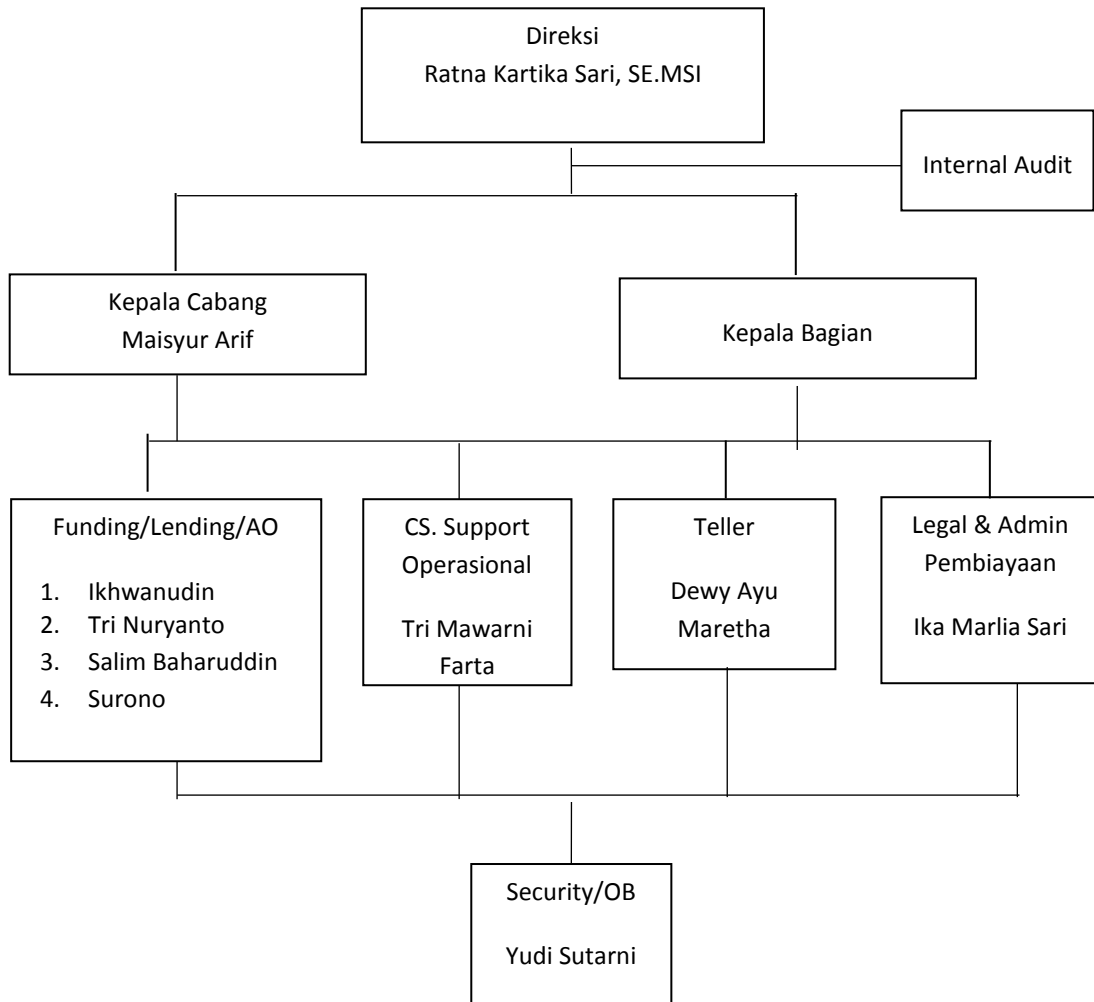 Direksi
Ratna Kartika Sari, SE.MSI
Internal Audit
Kepala Cabang
Maisyur Arif
Kepala Bagian
Funding/Lending/AO
1. Ikhwanudin
2. Tri Nuryanto
3. Salim Baharuddin
4. Surono
CS. Support
Operasional
Tri Mawarni
Farta
Teller
Dewy Ayu
Maretha
Legal & Admin
Pembiayaan
Ika Marlia Sari
Security/OB
Yudi Sutarni